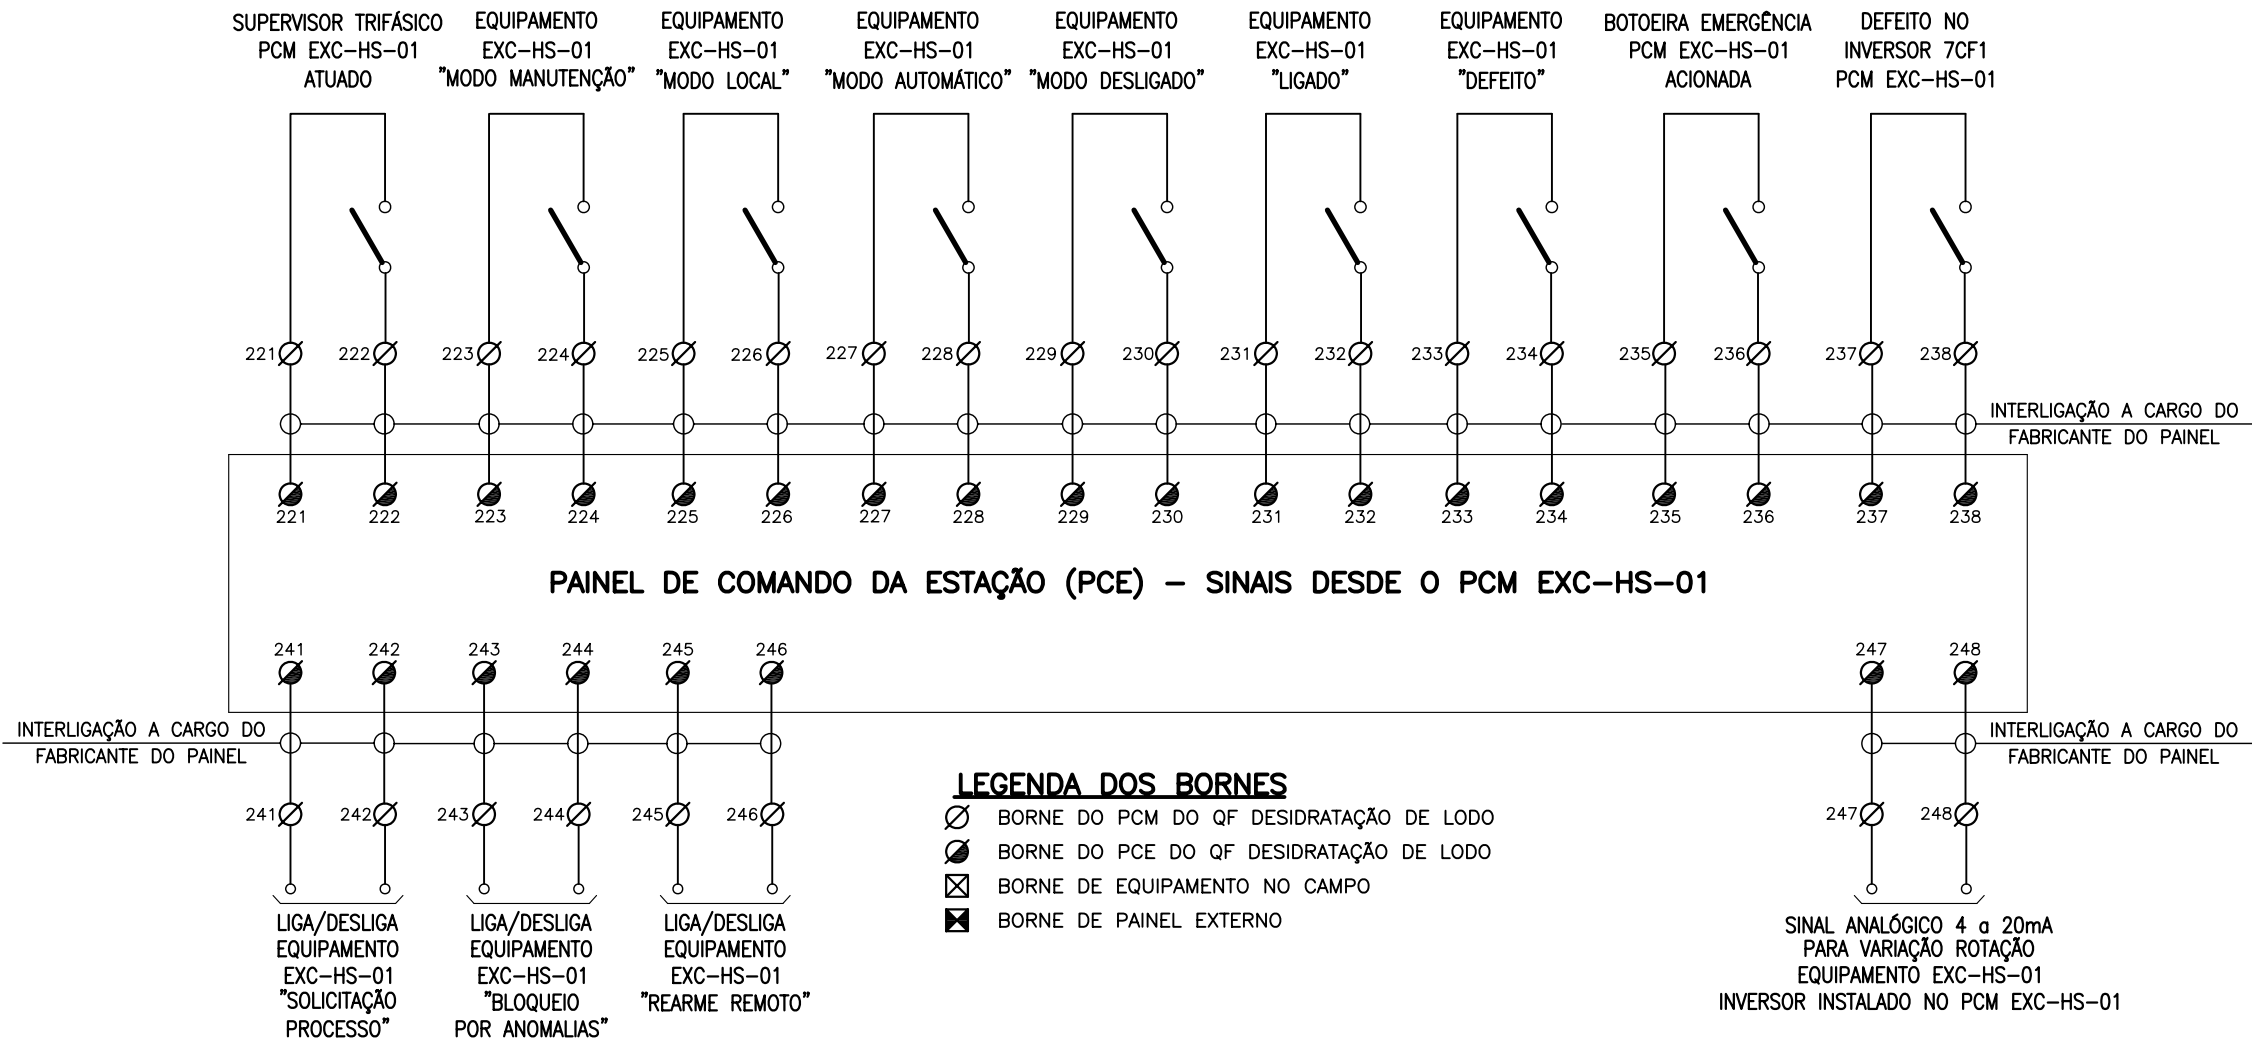 SUPERVISOR TRIFÁSICO
PCM EXC-HS-01
ATUADO
EQUIPAMENTO
EXC-HS-01
"MODO MANUTENÇÃO"
EQUIPAMENTO
EXC-HS-01
"MODO LOCAL"
EQUIPAMENTO
EXC-HS-01
"MODO AUTOMÁTICO"
EQUIPAMENTO
EXC-HS-01
"MODO DESLIGADO"
EQUIPAMENTO
EXC-HS-01
"LIGADO"
EQUIPAMENTO
EXC-HS-01
"DEFEITO"
BOTOEIRA EMERGÊNCIA
PCM EXC-HS-01
ACIONADA
DEFEITO NO
INVERSOR 7CF1
PCM EXC-HS-01
221 222 223 224 225 226 227 228 229 230 231 232 233 234 235 236 237 238
INTERLIGAÇÃO A CARGO DO
FABRICANTE DO PAINEL
221 222 223 224 225 226 227 228 229 230 231 232 233 234 235 236 237 238
PAINEL DE COMANDO DA ESTAÇÃO (PCE) - SINAIS DESDE O PCM EXC-HS-01
241 242 243 244 245 246 247 248
INTERLIGAÇÃO A CARGO DO
FABRICANTE DO PAINEL
INTERLIGAÇÃO A CARGO DO
FABRICANTE DO PAINEL
241 242 243 244 245 246 247 248
LIGA/DESLIGA
EQUIPAMENTO
EXC-HS-01
"SOLICITAÇÃO
PROCESSO"
LIGA/DESLIGA
EQUIPAMENTO
EXC-HS-01
"BLOQUEIO
POR ANOMALIAS"
LIGA/DESLIGA
EQUIPAMENTO
EXC-HS-01
"REARME REMOTO"
LEGENDA DOS BORNES
BORNE DO PCM DO QF DESIDRATAÇÃO DE LODO
BORNE DO PCE DO QF DESIDRATAÇÃO DE LODO
BORNE DE EQUIPAMENTO NO CAMPO
BORNE DE PAINEL EXTERNO
SINAL ANALÓGICO 4 a 20mA
PARA VARIAÇÃO ROTAÇÃO
EQUIPAMENTO EXC-HS-01
INVERSOR INSTALADO NO PCM EXC-HS-01